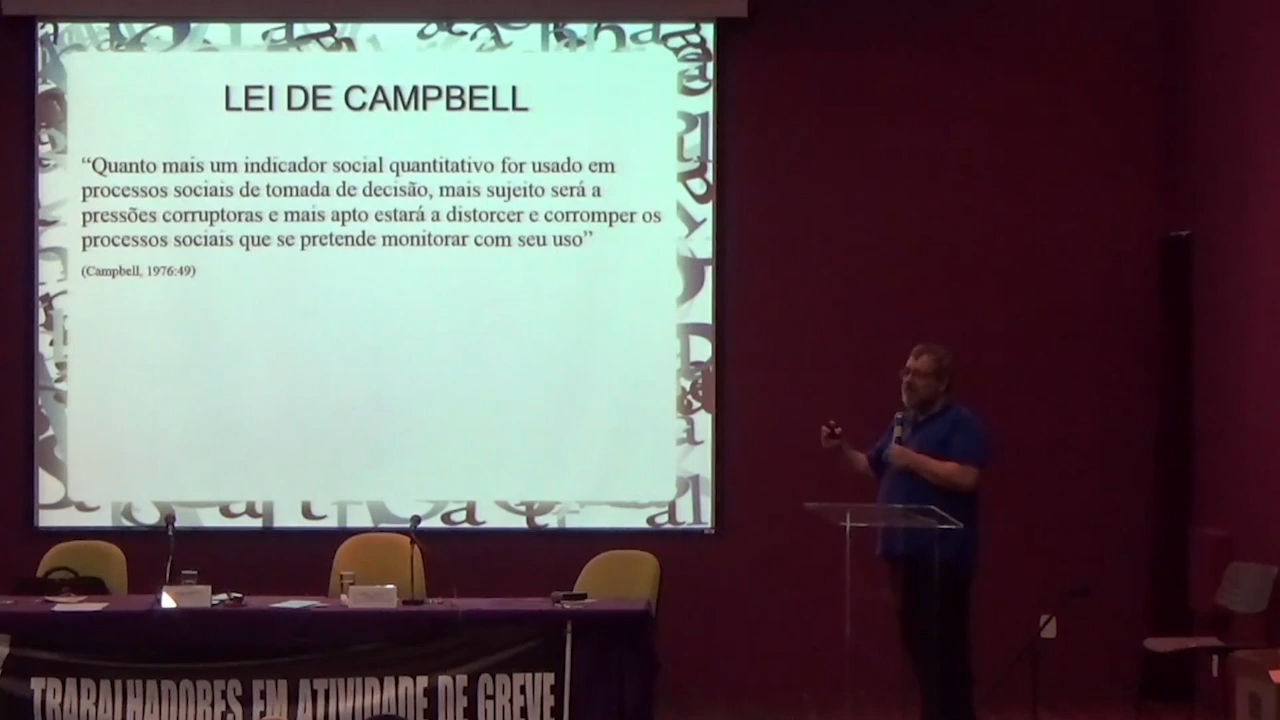 LEI DE CAMPBELL
“Quanto mais um indicador social quantitativo for usado em
processos sociais de tomada de decisão, mais sujeito será a
pressões corruptoras e mais apto estará a distorcer e corromper os
processos sociais que se pretende monitorar com seu uso”
(Campbell, 1976:49)
TRABALHADORES EM ATIVIDADE DE GREVE